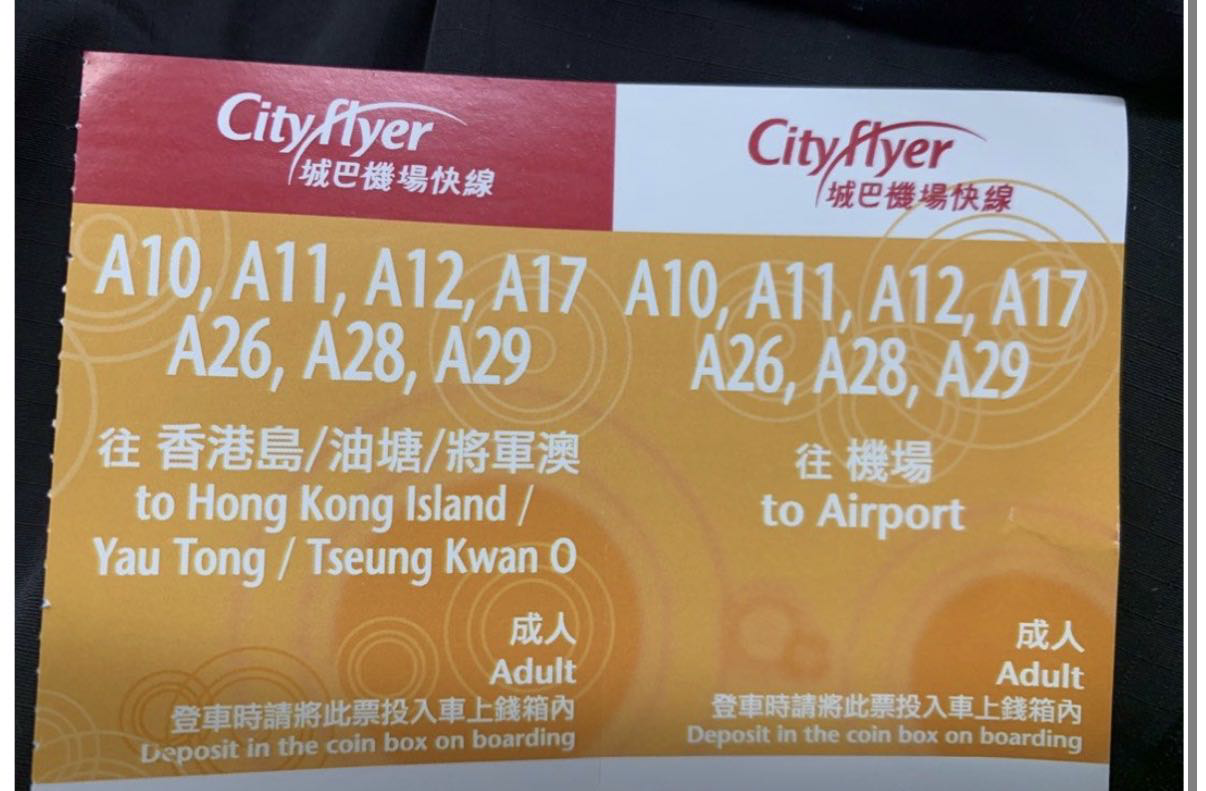 Cityflyer
城巴機場快線
A10, A11, A12, A17
A26, A28, A29
往 香港島/油塘/將軍澳
to Hong Kong Island /
Yau Tong / Tseung Kwan O
成人
Adult
登車時請將此票投入車上錢箱內
Deposit in the coin box on boarding
Cityflyer
城巴機場快線
A10, A11, A12, A17
A26, A28, A29
往 機場
to Airport
成人
Adult
登車時請將此票投入車上錢箱內
Deposit in the coin box on boarding